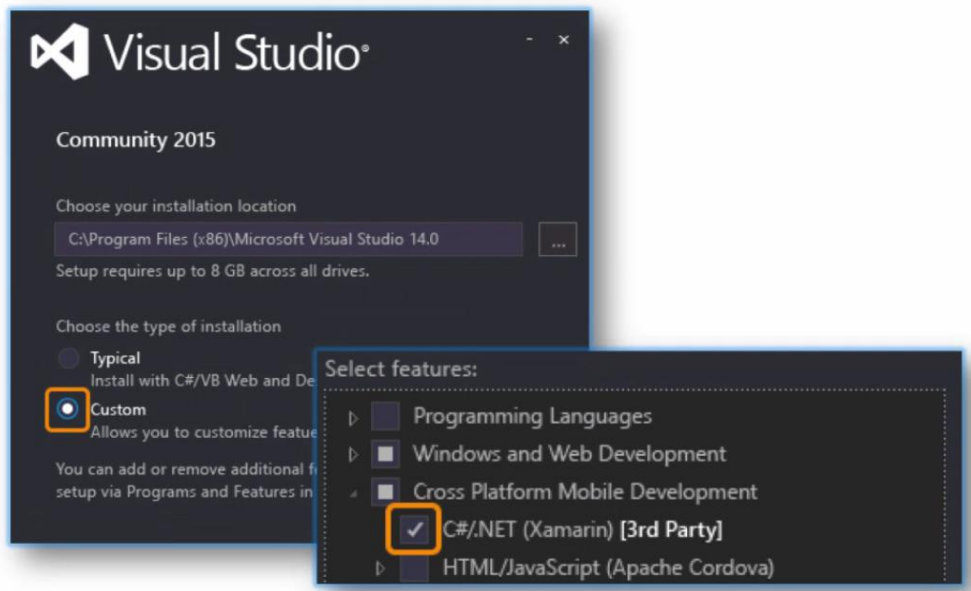 Visual Studio®
Community 2015
Choose your installation location
C:\Program Files (x86)\Microsoft Visual Studio 14.0
...
Setup requires up to 8 GB across all drives.
Choose the type of installation
Typical
Install with C#/VB Web and De
Custom
Allows you to customize featue
You can add or remove additional f
setup via Programs and Features in
Select features:
Programming Languages
Windows and Web Development
Cross Platform Mobile Development
C#/.NET (Xamarin) [3rd Party]
HTML/JavaScript (Apache Cordova)